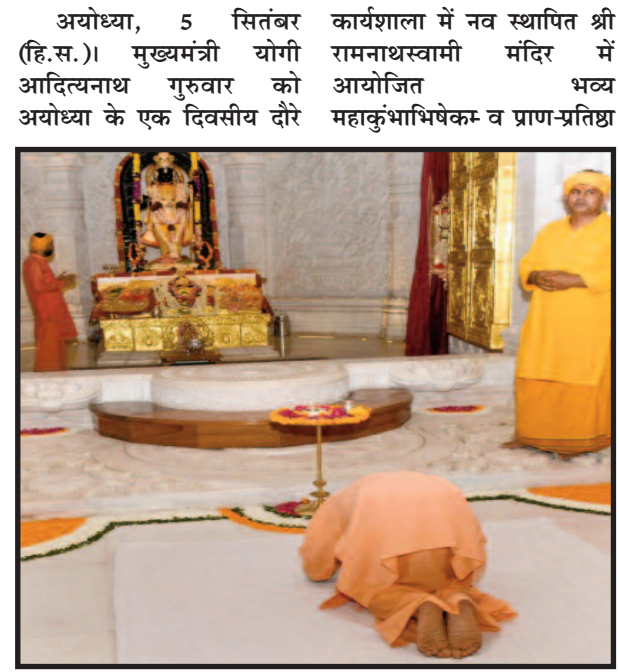 अयोध्या, 5 सितंबर
(हि.स.)। मुख्यमंत्री योगी
आदित्यनाथ गुरुवार को
अयोध्या के एक दिवसीय दौरे
कार्यशाला में नव स्थापित श्री
रामनाथस्वामी मंदिर में
आयोजित भव्य
महाकुंभाभिषेकम्‍ व प्राण-प्रतिष्ठा